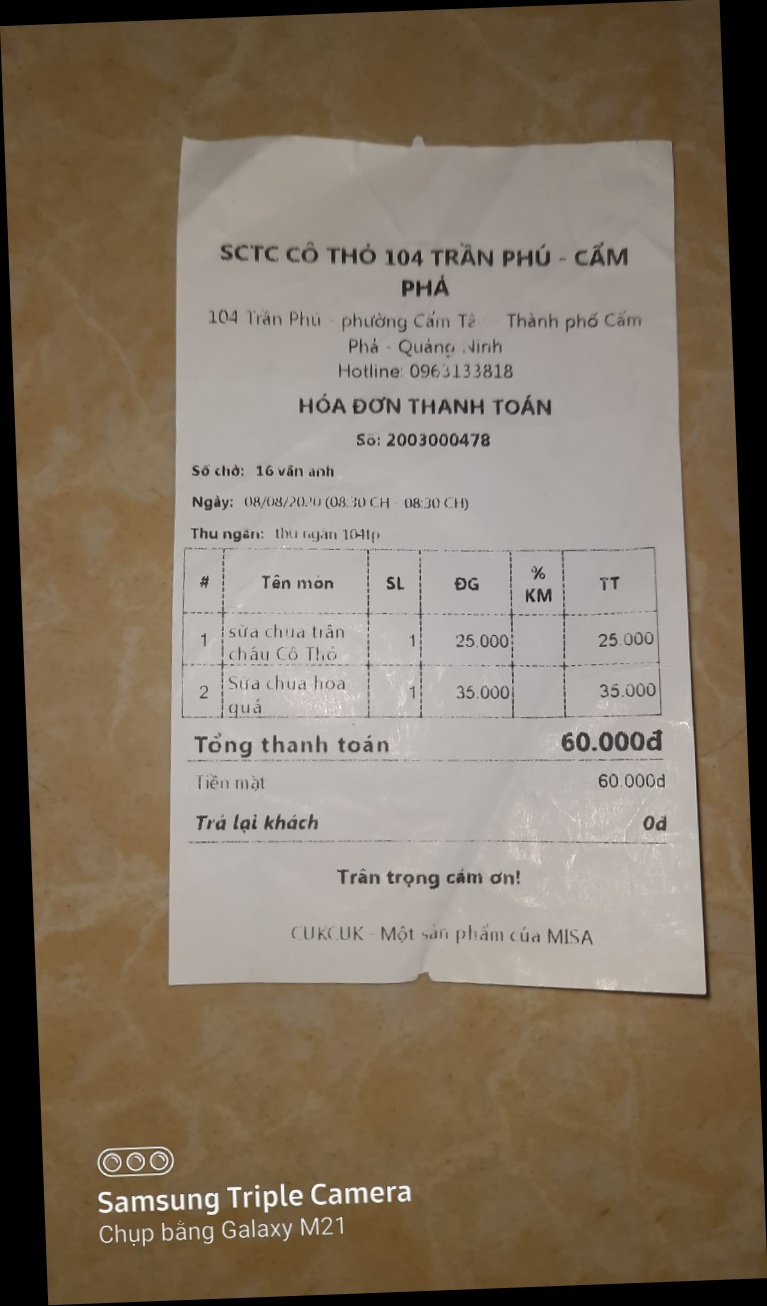 SCTC CÔ THỎ 104 TRẦN PHÚ - CẨM
PHẢ
104 Trần Phú - phường Cẩm Thành phố Cẩm
Phả - Quảng Ninh
Hotline: 0963133818
HÓA ĐƠN THANH TOÁN
Số: 2003000478
Số chờ: 16 vân anh
Ngày: 08/08/2020 (08:30 CH - 08:30 CH)
Thu ngân: thu ngân 104tp
# Tên món SL ĐG % KM TT
1 sữa chua trân châu Cô Thỏ 1 25.000 25.000
2 Sữa chua hoa quả 1 35.000 35.000
Tổng thanh toán 60.000đ
Tiền mặt 60.000đ
Trả lại khách 0đ
Trân trọng cảm ơn!
CUKCUK - Một sản phẩm của MISA
Samsung Triple Camera
Chụp bằng Galaxy M21